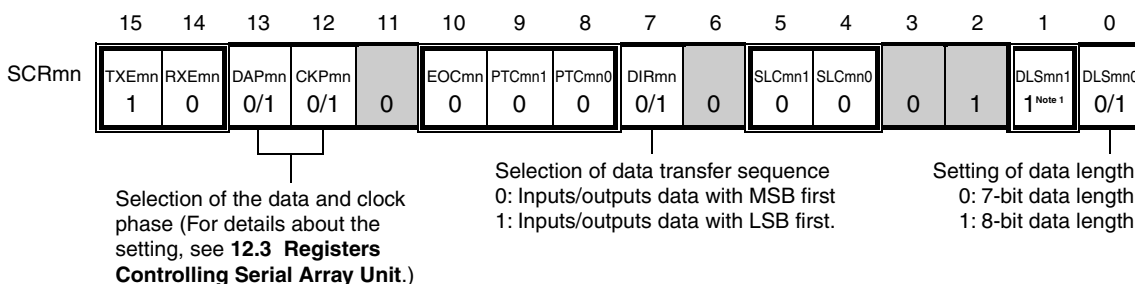 15 14 13 12 11 10 9 8 7 6 5 4 3 2 1 0
SCRmn TXEmn RXEmn DAPmn CKPmn EOCmn PTCmn1 PTCmn0 DIRmn SLCmn1 SLCmn0 DLSmn1 DLSmn0
1 0 0/1 0/1 0 0 0 0 0/1 0 0 0 0 1 1 Note 1 0/1
Selection of the data and clock
phase (For details about the
setting, see 12.3 Registers
Controlling Serial Array Unit.)
Selection of data transfer sequence
0: Inputs/outputs data with MSB first
1: Inputs/outputs data with LSB first.
Setting of data length
0: 7-bit data length
1: 8-bit data length